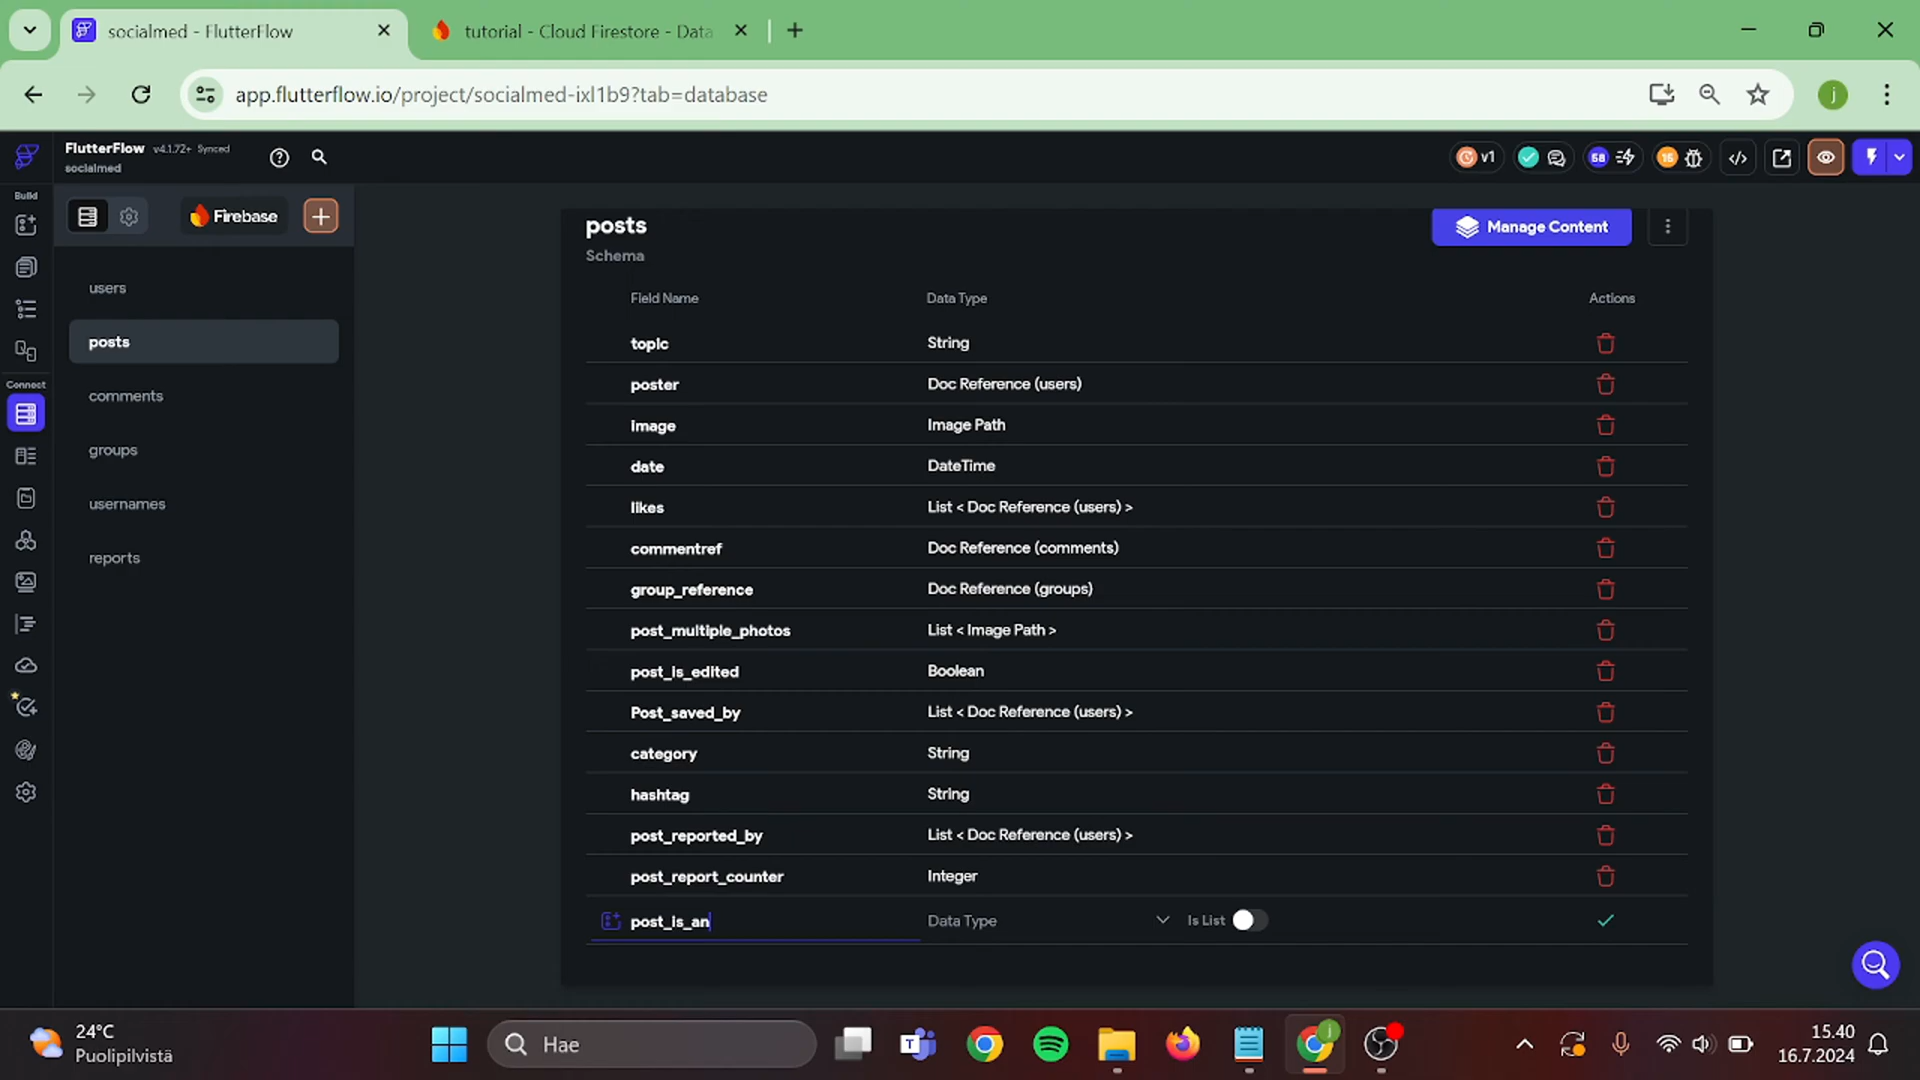 socialmed - FlutterFlow
tutorial - Cloud Firestore - Data
app.flutterflow.io/project/socialmed-ixl1b9?tab=database
j
FlutterFlow v4.1.72+ Synced
socialmed
v1
58
15
Build
Firebase
Connect
users
posts
comments
groups
usernames
reports
posts
Manage Content
Schema
Field Name Data Type Actions
topic String
poster Doc Reference (users)
image Image Path
date DateTime
likes List < Doc Reference (users) >
commentref Doc Reference (comments)
group_reference Doc Reference (groups)
post_multiple_photos List < Image Path >
post_is_edited Boolean
Post_saved_by List < Doc Reference (users) >
category String
hashtag String
post_reported_by List < Doc Reference (users) >
post_report_counter Integer
post_is_an Data Type Is List
24°C
Puolipilvistä
Hae
15.40
16.7.2024